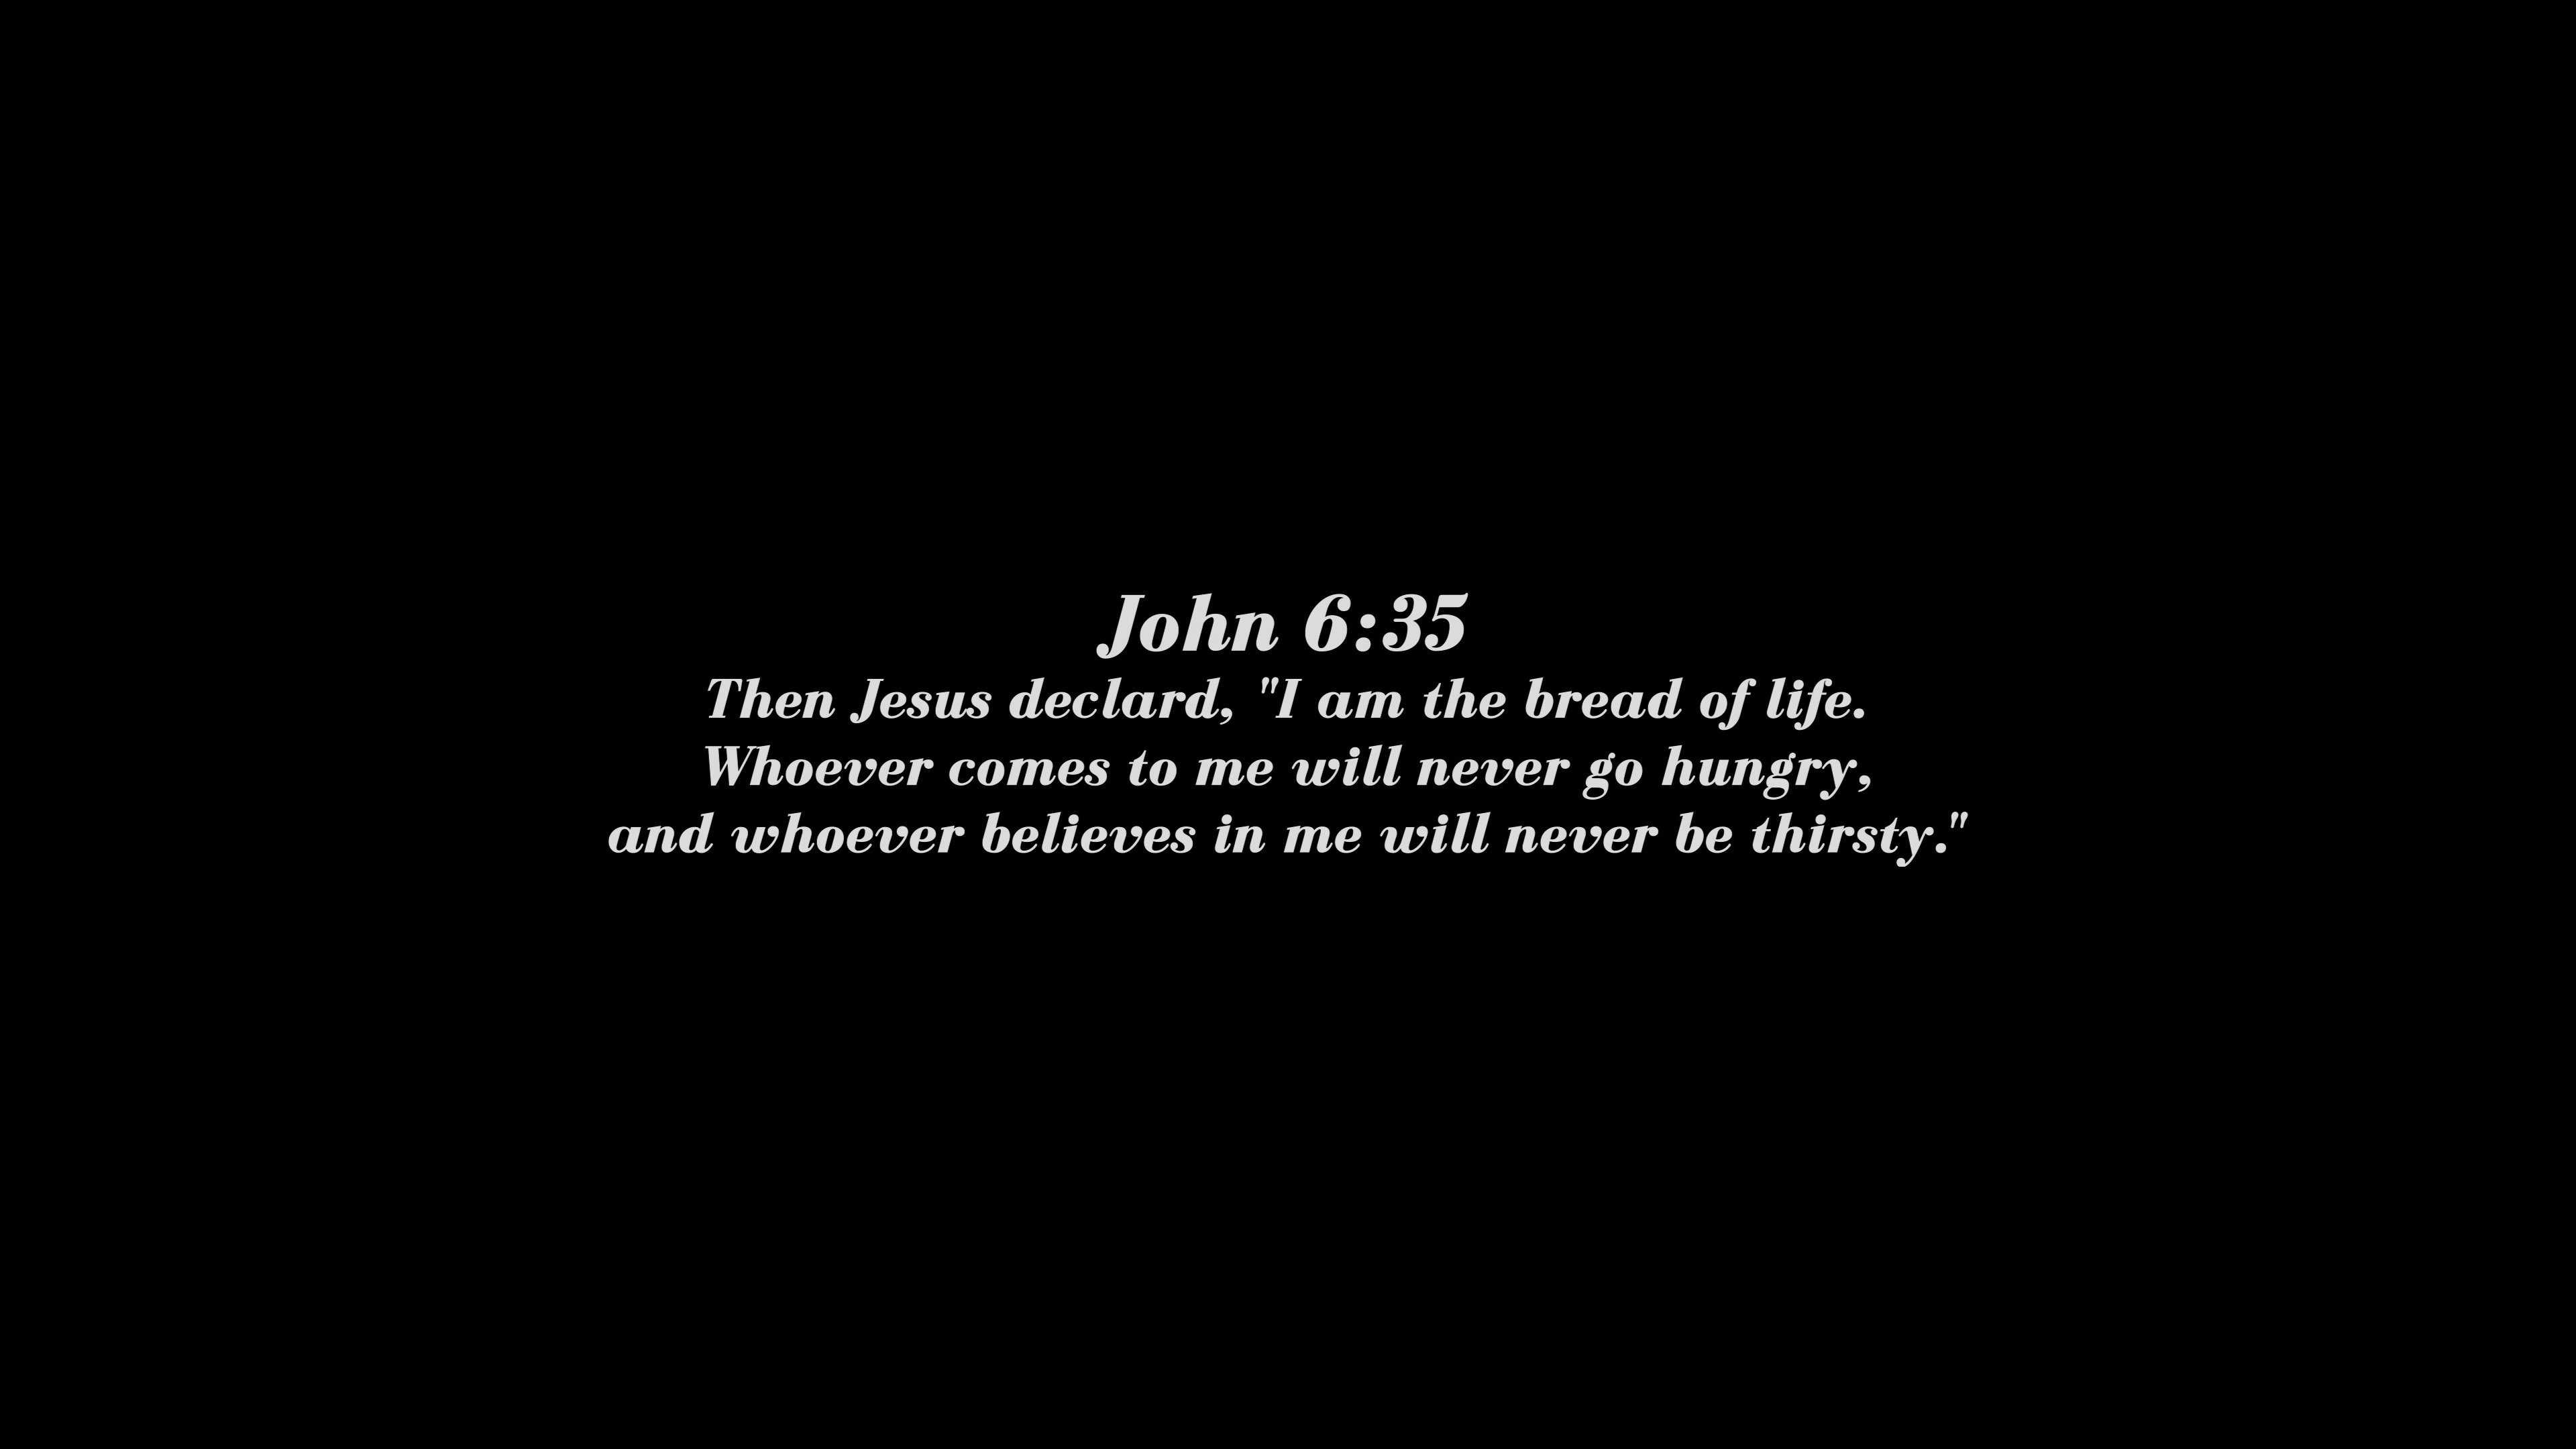 John 6:35
Then Jesus declard, "I am the bread of life.
Whoever comes to me will never go hungry,
and whoever believes in me will never be thirsty."